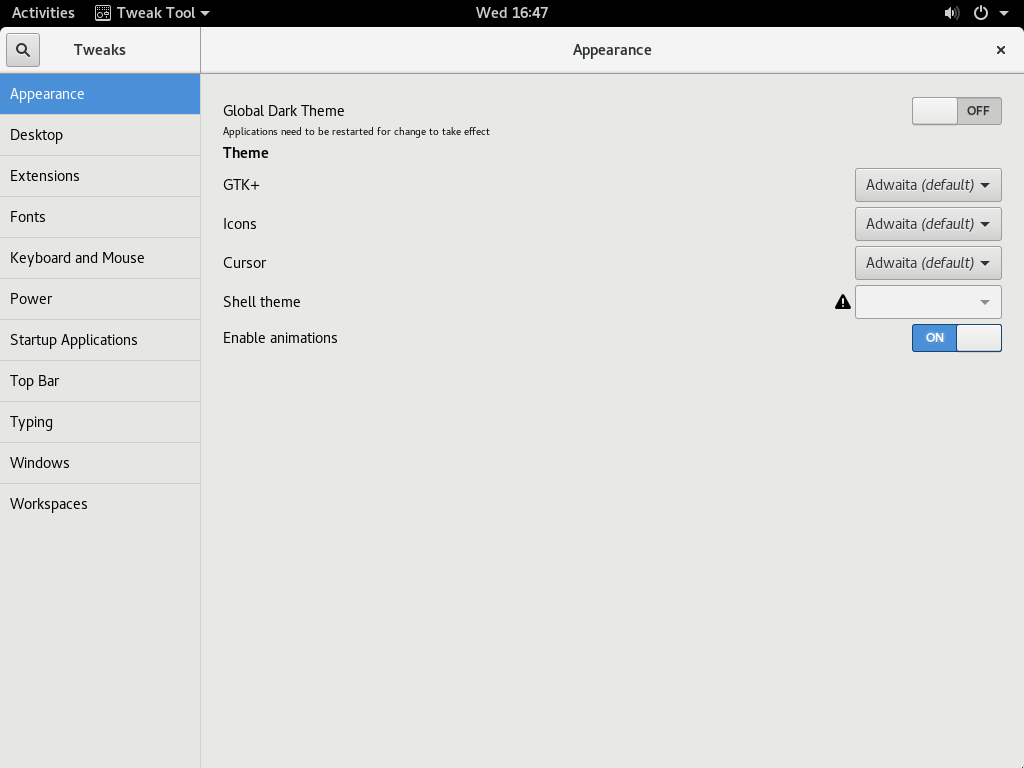 Activities Tweak Tool Wed 16:47
Tweaks Appearance
Appearance
Desktop
Extensions
Fonts
Keyboard and Mouse
Power
Startup Applications
Top Bar
Typing
Windows
Workspaces
Global Dark Theme OFF
Applications need to be restarted for change to take effect
Theme
GTK+ Adwaita (default)
Icons Adwaita (default)
Cursor Adwaita (default)
Shell theme
Enable animations ON